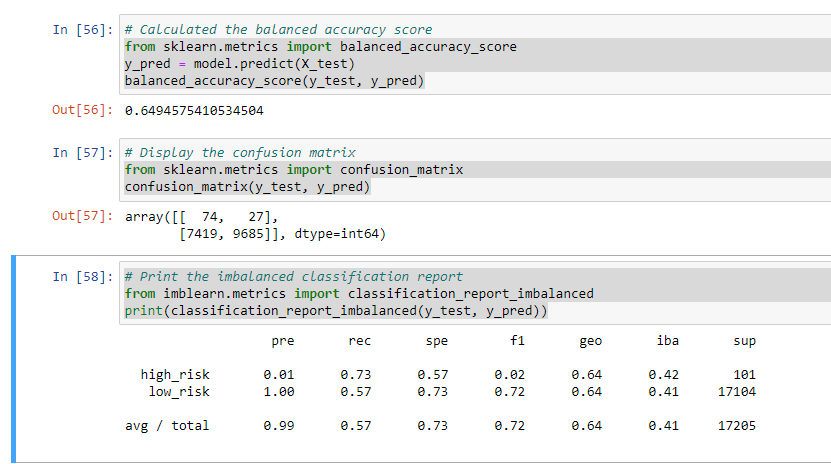 In [56]: # Calculated the balanced accuracy score
from sklearn.metrics import balanced_accuracy_score
y_pred = model.predict(X_test)
balanced_accuracy_score(y_test, y_pred)
Out[56]: 0.6494575410534504
In [57]: # Display the confusion matrix
from sklearn.metrics import confusion_matrix
confusion_matrix(y_test, y_pred)
Out[57]: array([[  74,   27],
       [7419, 9685]], dtype=int64)
In [58]: # Print the imbalanced classification report
from imblearn.metrics import classification_report_imbalanced
print(classification_report_imbalanced(y_test, y_pred))
pre rec spe f1 geo iba sup
high_risk 0.01 0.73 0.57 0.02 0.64 0.42 101
low_risk 1.00 0.57 0.73 0.72 0.64 0.41 17104
avg / total 0.99 0.57 0.73 0.72 0.64 0.41 17205